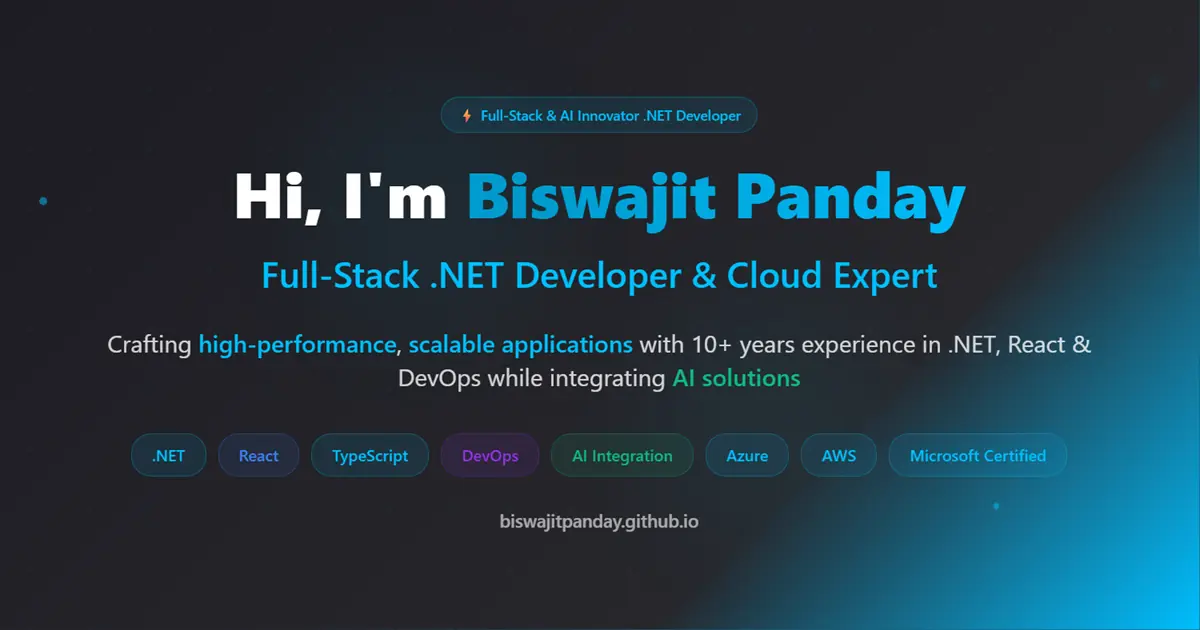 ⚡ Full-Stack & AI Innovator .NET Developer
Hi, I'm Biswajit Panday
Full-Stack .NET Developer & Cloud Expert
Crafting high-performance, scalable applications with 10+ years experience in .NET, React &
DevOps while integrating AI solutions
.NET React TypeScript DevOps AI Integration Azure AWS Microsoft Certified
biswajitpanday.github.io